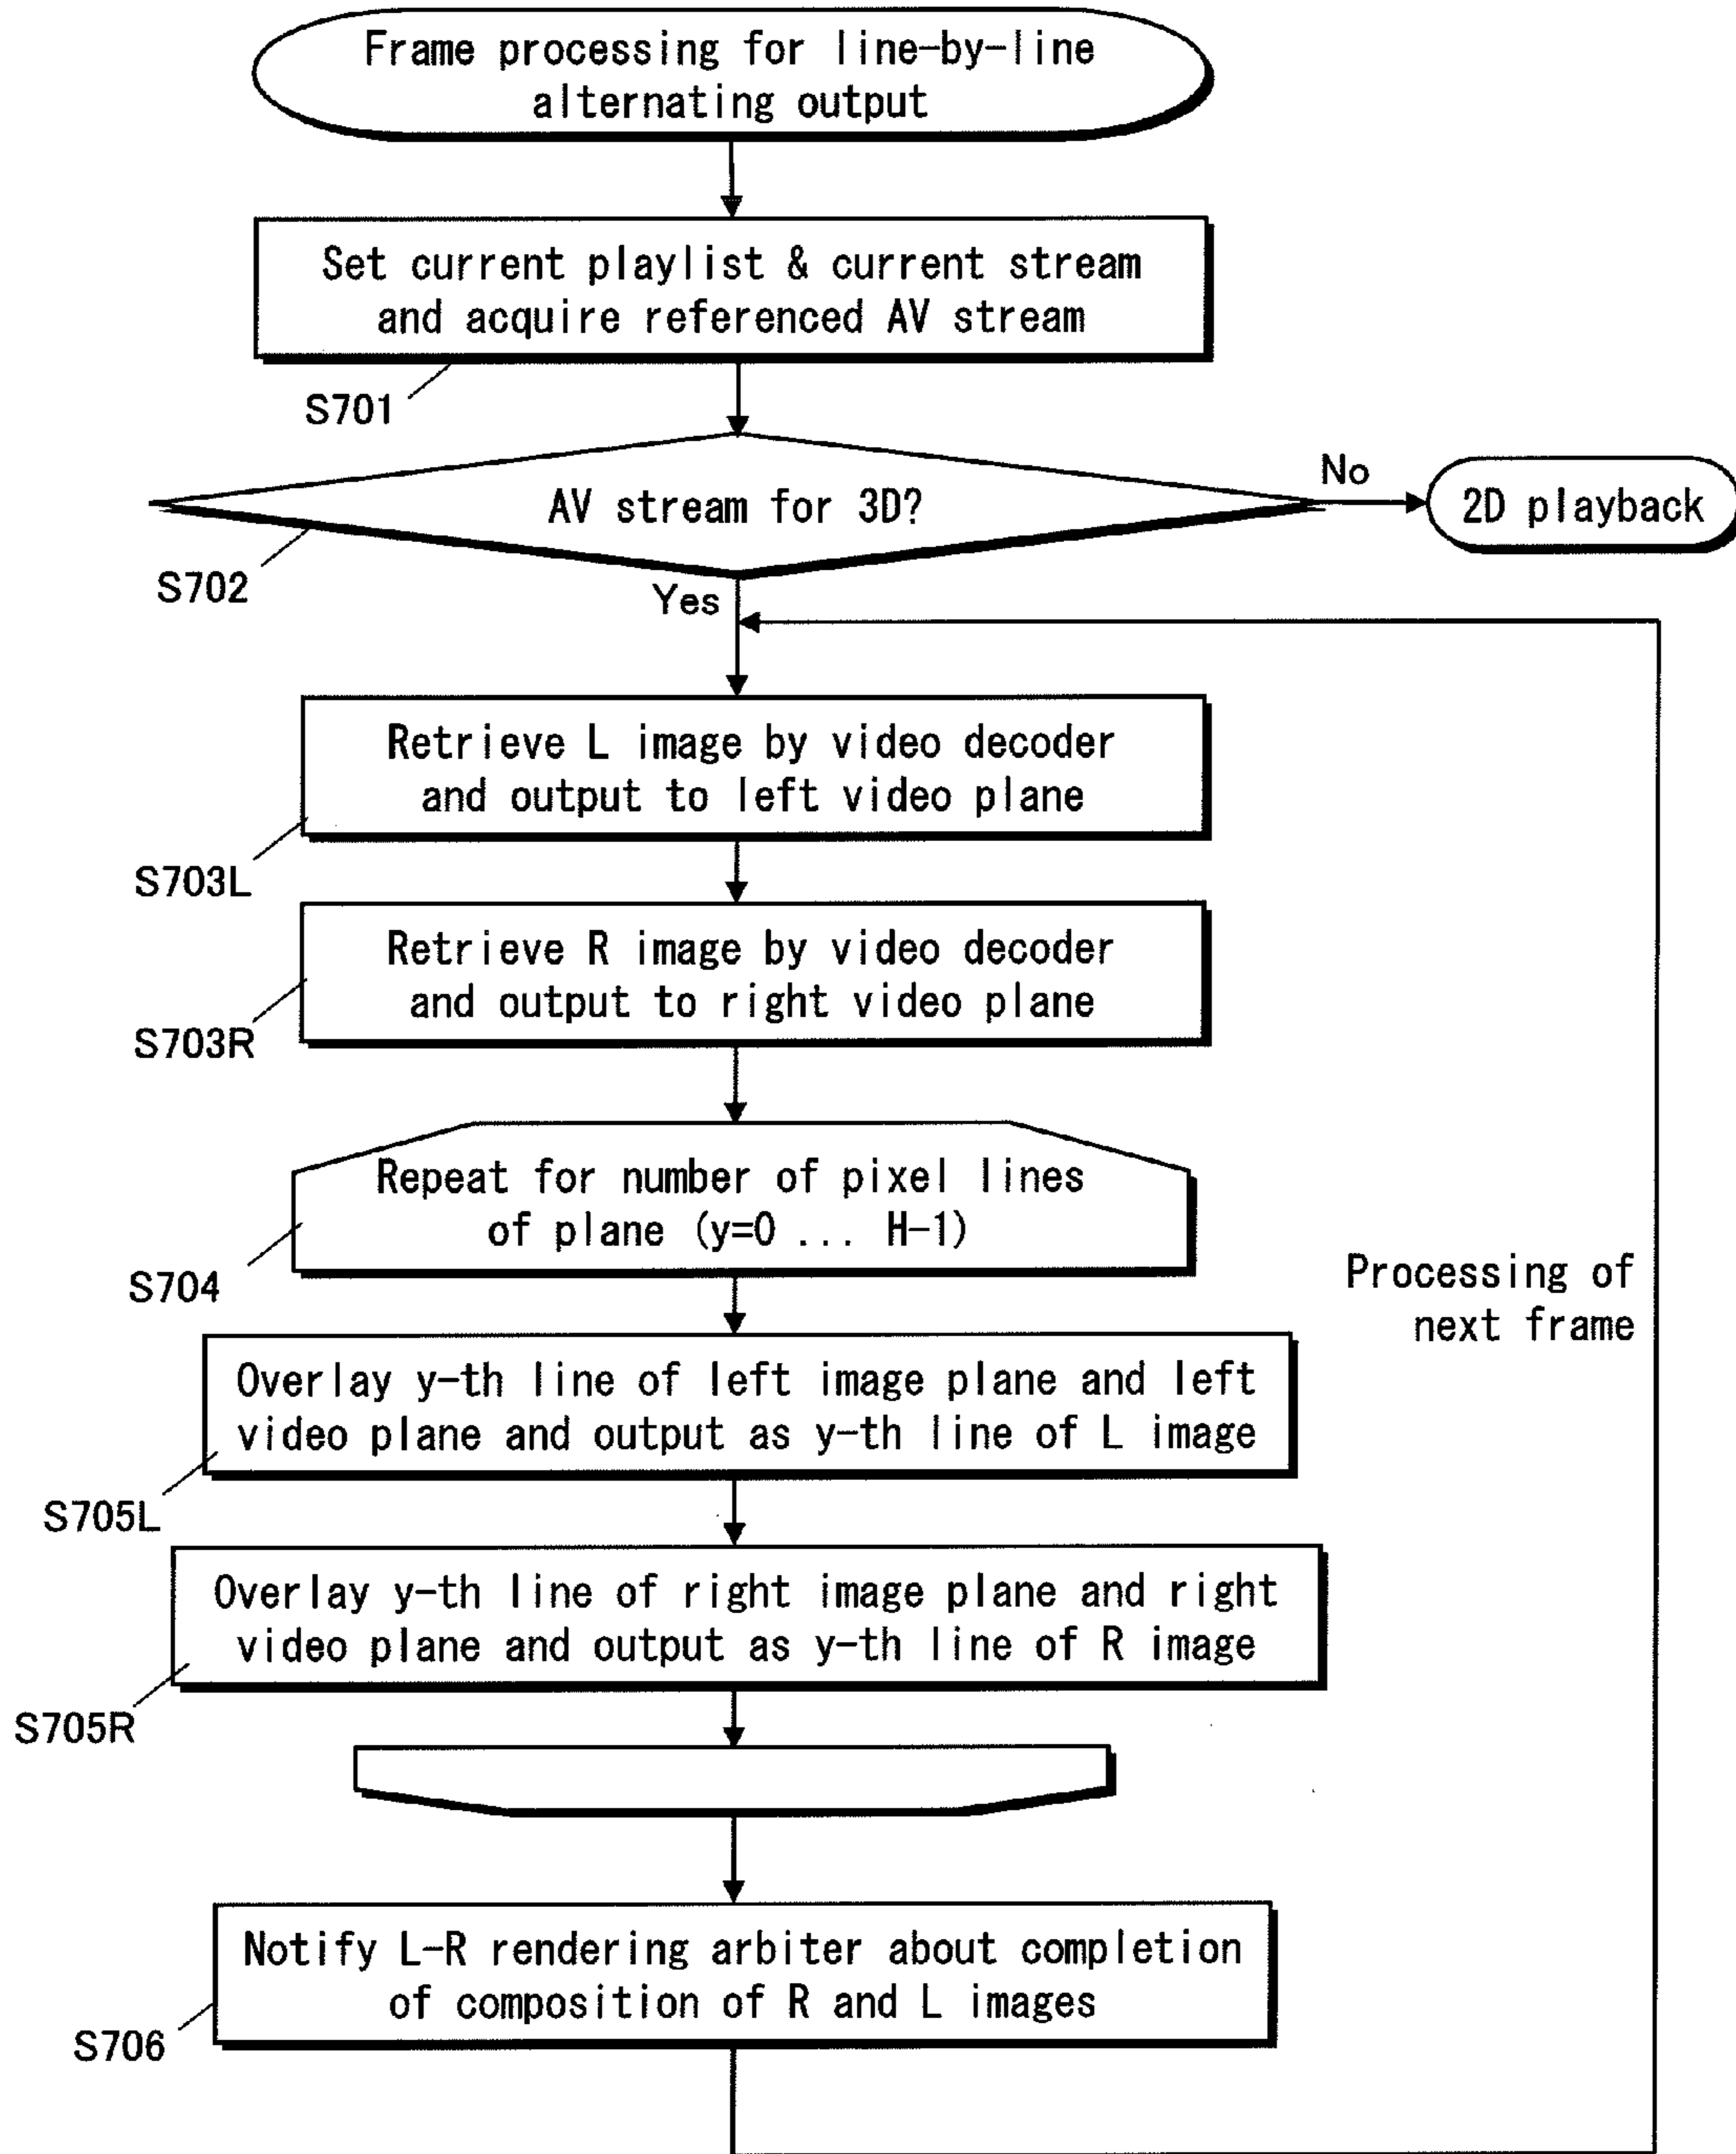 Frame processing for line-by-line
alternating output
Set current playlist & current stream
and acquire referenced AV stream
S701
AV stream for 3D?
No
2D playback
S702
Yes
Retrieve L image by video decoder
and output to left video plane
S703L
Retrieve R image by video decoder
and output to right video plane
S703R
Repeat for number of pixel lines
of plane (y=0 ... H-1)
S704
Processing of
next frame
Overlay y-th line of left image plane and left
video plane and output as y-th line of L image
S705L
Overlay y-th line of right image plane and right
video plane and output as y-th line of R image
S705R
Notify L-R rendering arbiter about completion
of composition of R and L images
S706